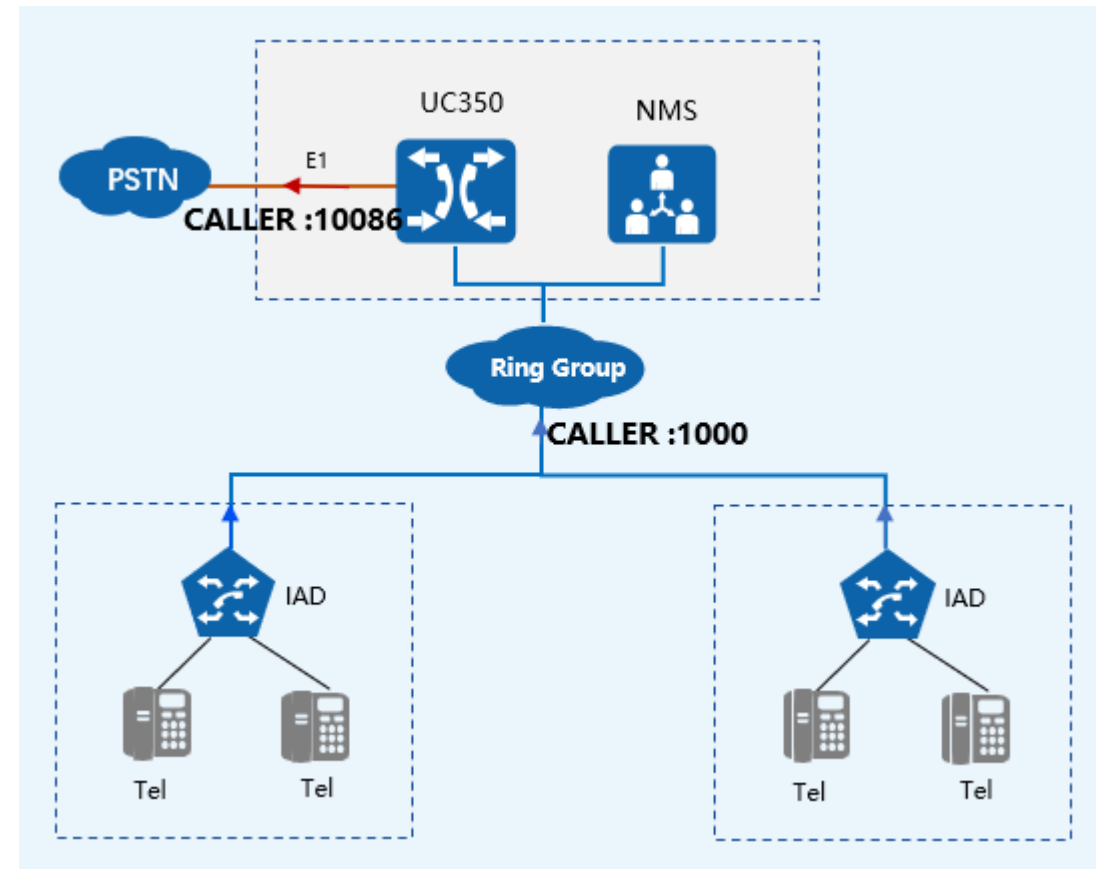 UC350
NMS
PSTN
E1
CALLER :10086
Ring Group
CALLER :1000
IAD
IAD
Tel
Tel
Tel
Tel